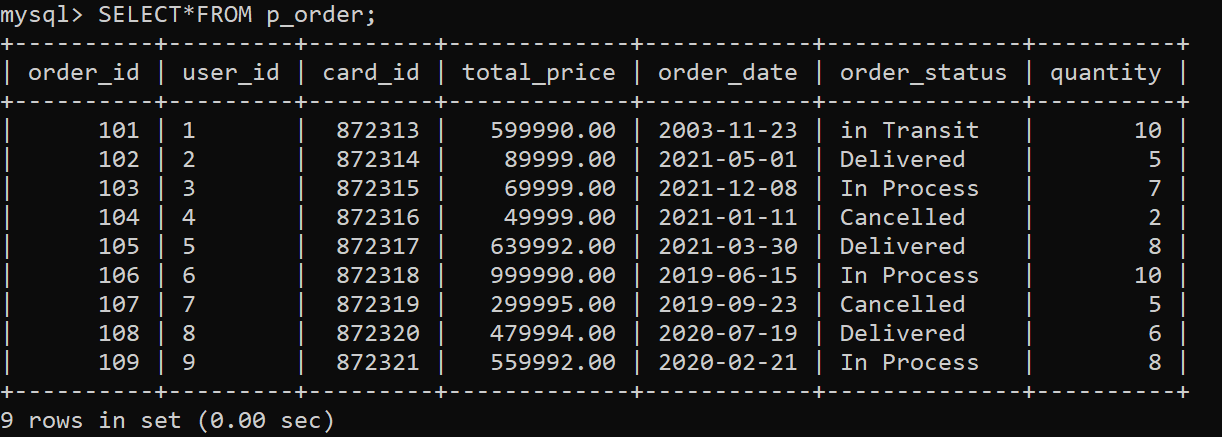 mysql> SELECT*FROM p_order;
+----------+---------+---------+-------------+------------+--------------+----------+
| order_id | user_id | card_id | total_price | order_date | order_status | quantity |
+----------+---------+---------+-------------+------------+--------------+----------+
|      101 | 1       |  872313 |   599990.00 | 2003-11-23 | in Transit   |       10 |
|      102 | 2       |  872314 |    89999.00 | 2021-05-01 | Delivered    |        5 |
|      103 | 3       |  872315 |    69999.00 | 2021-12-08 | In Process   |        7 |
|      104 | 4       |  872316 |    49999.00 | 2021-01-11 | Cancelled    |        2 |
|      105 | 5       |  872317 |   639992.00 | 2021-03-30 | Delivered    |        8 |
|      106 | 6       |  872318 |   999990.00 | 2019-06-15 | In Process   |       10 |
|      107 | 7       |  872319 |   299995.00 | 2019-09-23 | Cancelled    |        5 |
|      108 | 8       |  872320 |   479994.00 | 2020-07-19 | Delivered    |        6 |
|      109 | 9       |  872321 |   559992.00 | 2020-02-21 | In Process   |        8 |
+----------+---------+---------+-------------+------------+--------------+----------+
9 rows in set (0.00 sec)